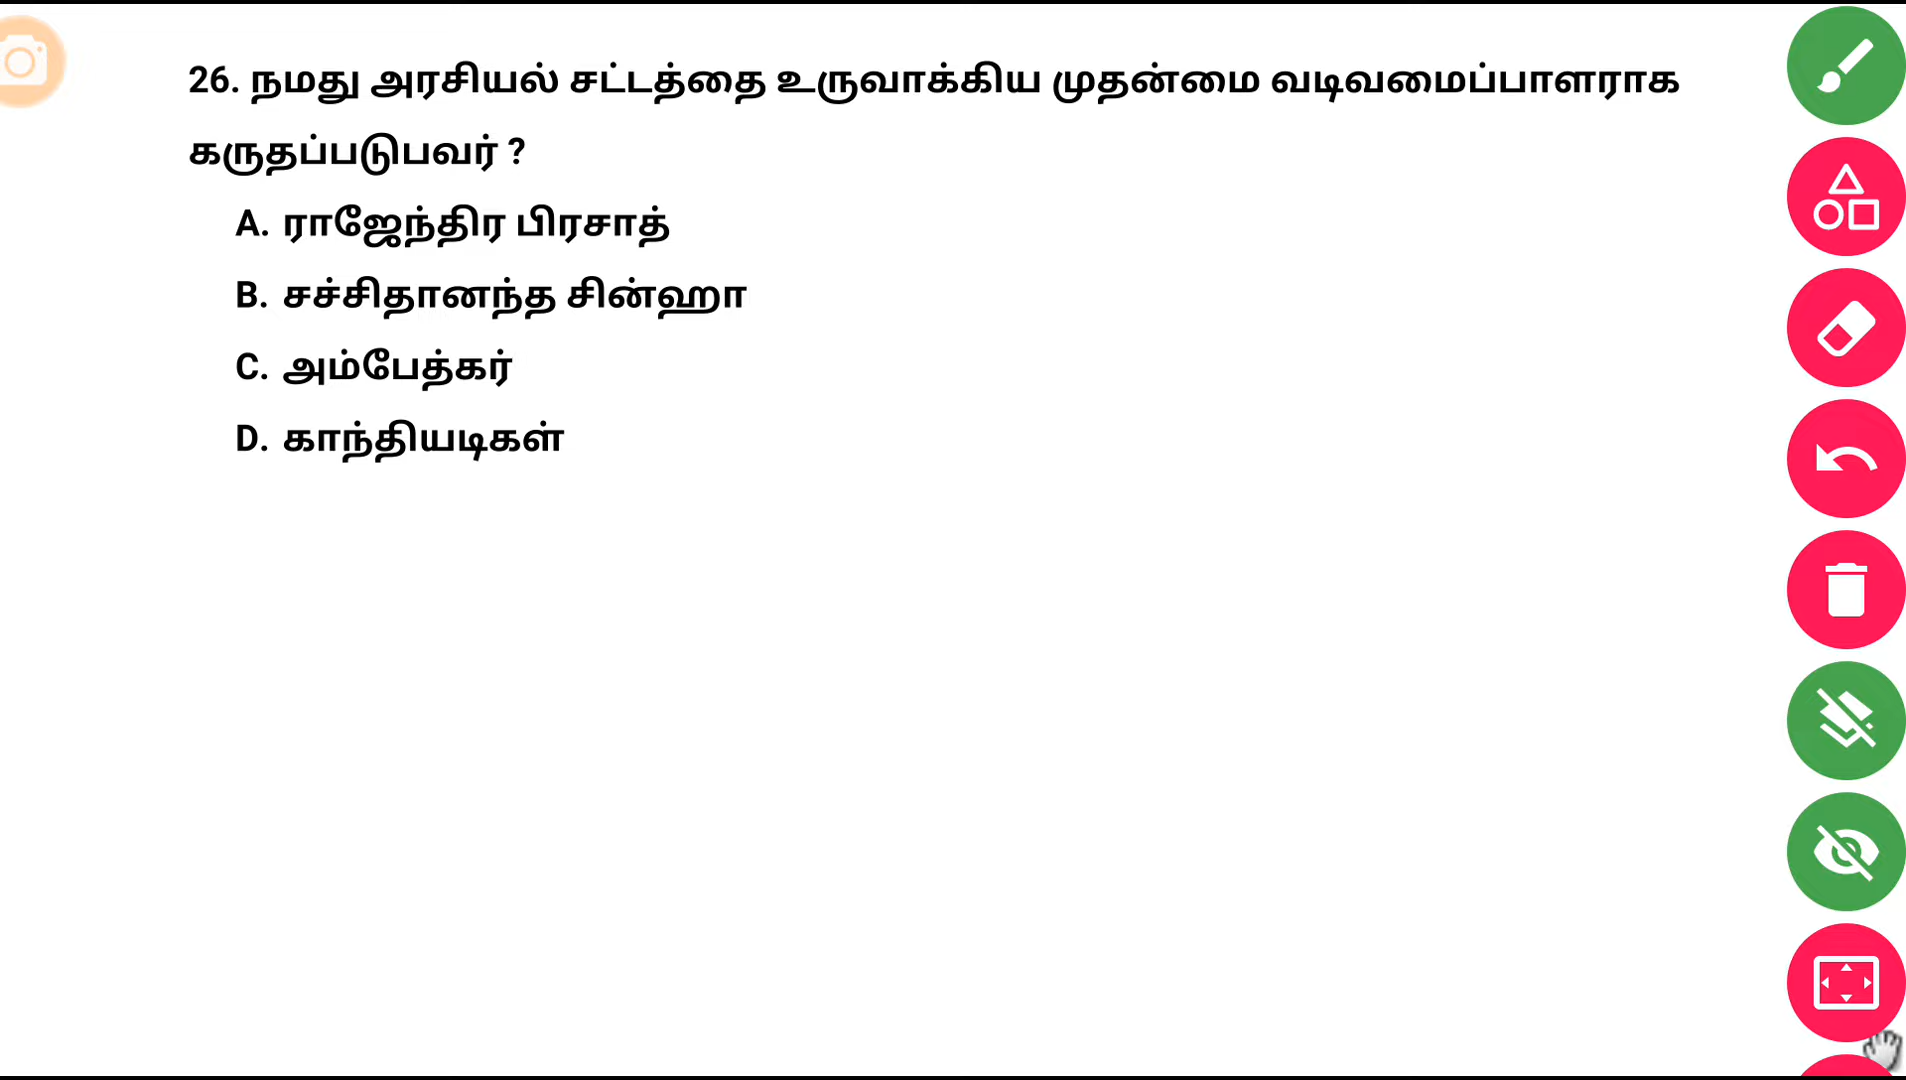 26. நமது அரசியல் சட்டத்தை உருவாக்கிய முதன்மை வடிவமைப்பாளராக
கருதப்படுபவர் ?
A. ராஜேந்திர பிரசாத்
B. சச்சிதானந்த சின்ஹா
C. அம்பேத்கர்
D. காந்தியடிகள்